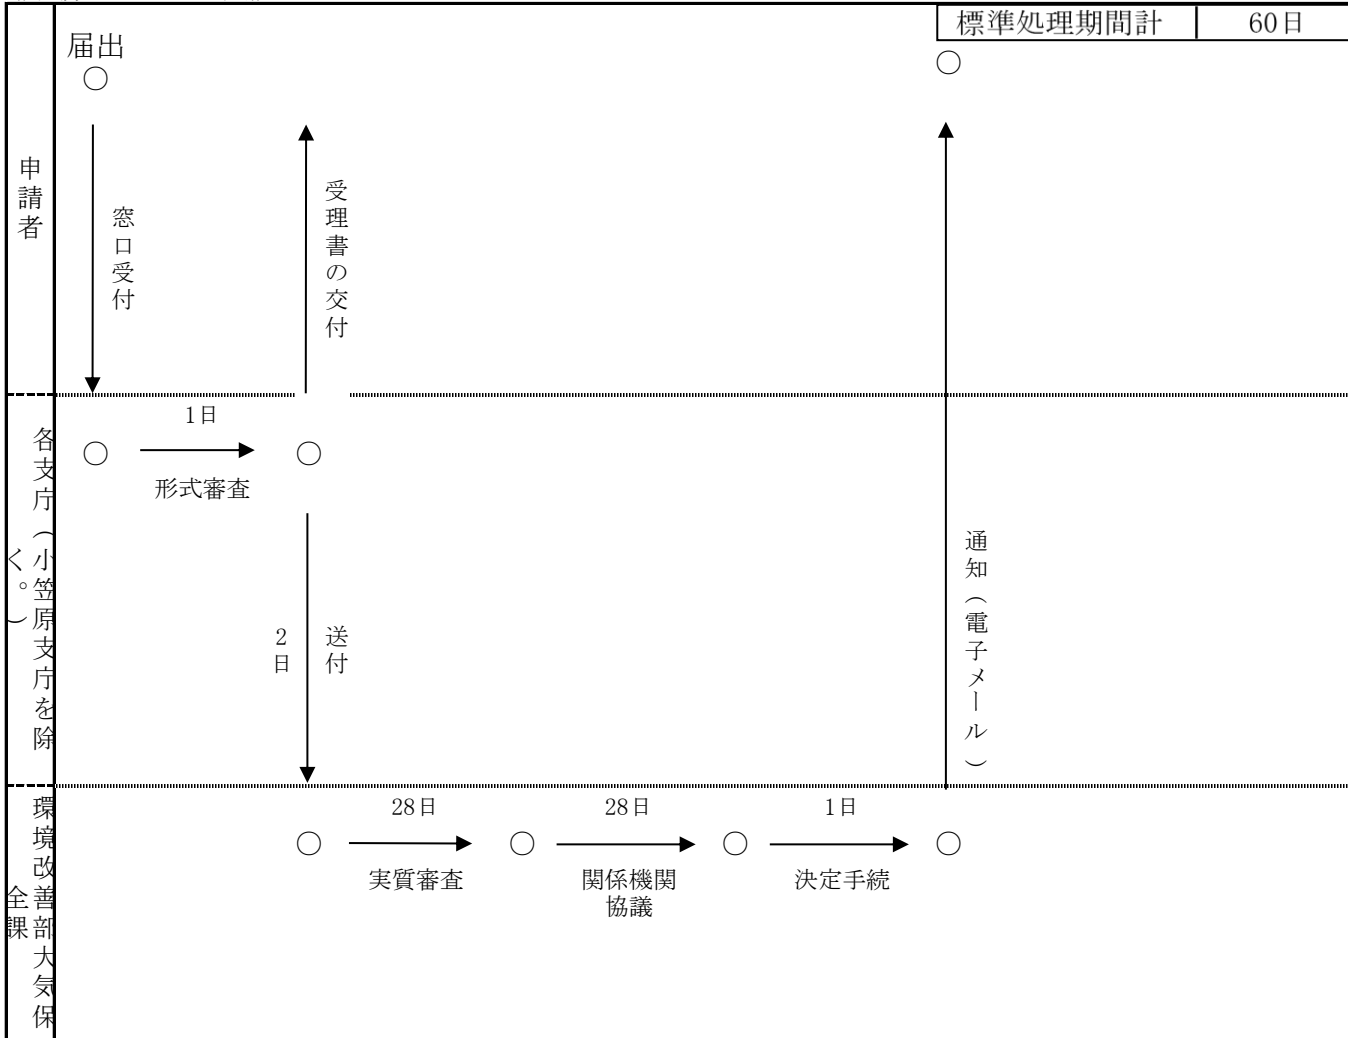 標準処理期間計 60日
届出
申請者
窓口受付
受理書の交付
各支庁（小笠原支庁を除
く。）
1日
形式審査
2日
送付
通知（電子メール）
環境改善部大気保
全課
28日
実質審査
28日
関係機関
協議
1日
決定手続